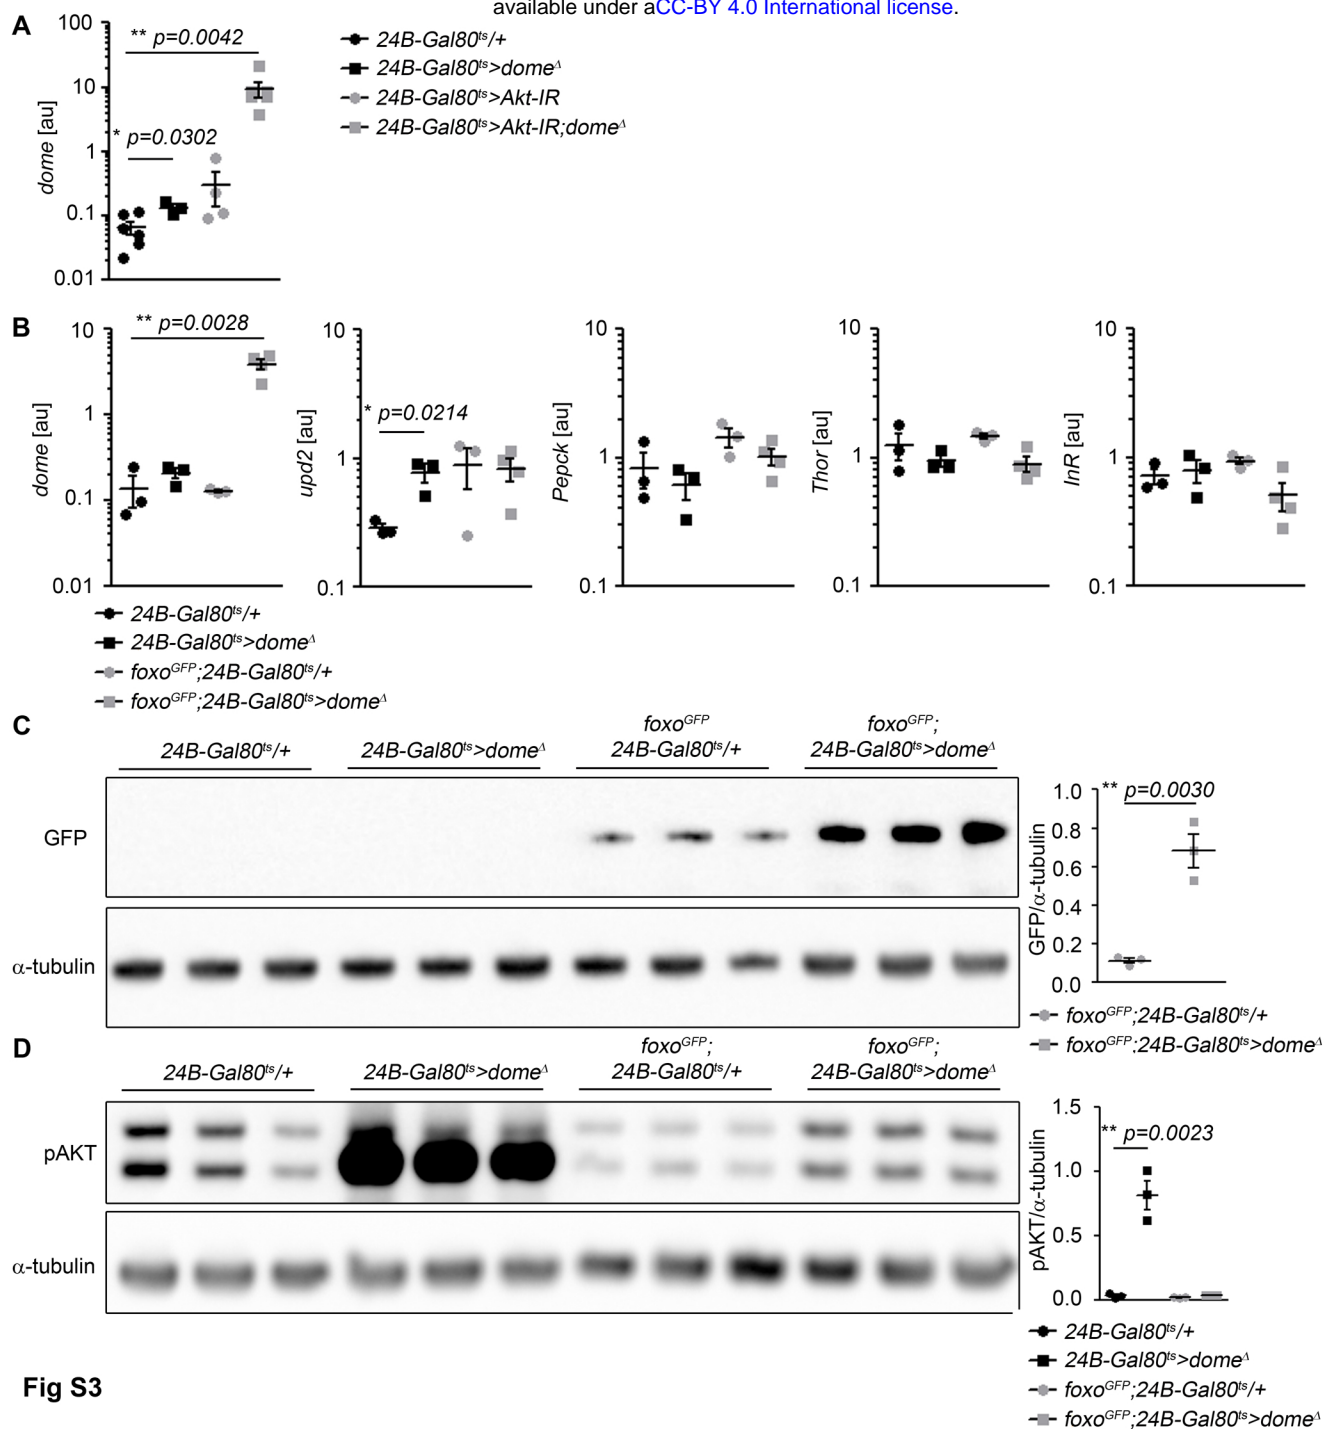 available under aCC-BY 4.0 International license.
A
dome [au]
100
10
1
0.1
0.01
** p=0.0042
* p=0.0302
24B-Gal80ts/+
24B-Gal80ts>domeΔ
24B-Gal80ts>Akt-IR
24B-Gal80ts>Akt-IR;domeΔ
B
dome [au]
10
1
0.1
0.01
** p=0.0028
upd2 [au]
10
1
0.1
* p=0.0214
Pepck [au]
10
1
0.1
Thor [au]
10
1
0.1
InR [au]
10
1
0.1
24B-Gal80ts/+
24B-Gal80ts>domeΔ
foxoGFP;24B-Gal80ts/+
foxoGFP;24B-Gal80ts>domeΔ
C
24B-Gal80ts/+
24B-Gal80ts>domeΔ
foxoGFP
24B-Gal80ts/+
foxoGFP;
24B-Gal80ts>domeΔ
GFP
α-tubulin
GFP/α-tubulin
1.0
0.8
0.6
0.4
0.2
0.0
** p=0.0030
foxoGFP;24B-Gal80ts/+
foxoGFP;24B-Gal80ts>domeΔ
D
24B-Gal80ts/+
24B-Gal80ts>domeΔ
foxoGFP;
24B-Gal80ts/+
foxoGFP;
24B-Gal80ts>domeΔ
pAKT
α-tubulin
pAKT/α-tubulin
1.5
1.0
0.5
0.0
** p=0.0023
24B-Gal80ts/+
24B-Gal80ts>domeΔ
foxoGFP;24B-Gal80ts/+
foxoGFP;24B-Gal80ts>domeΔ
Fig S3